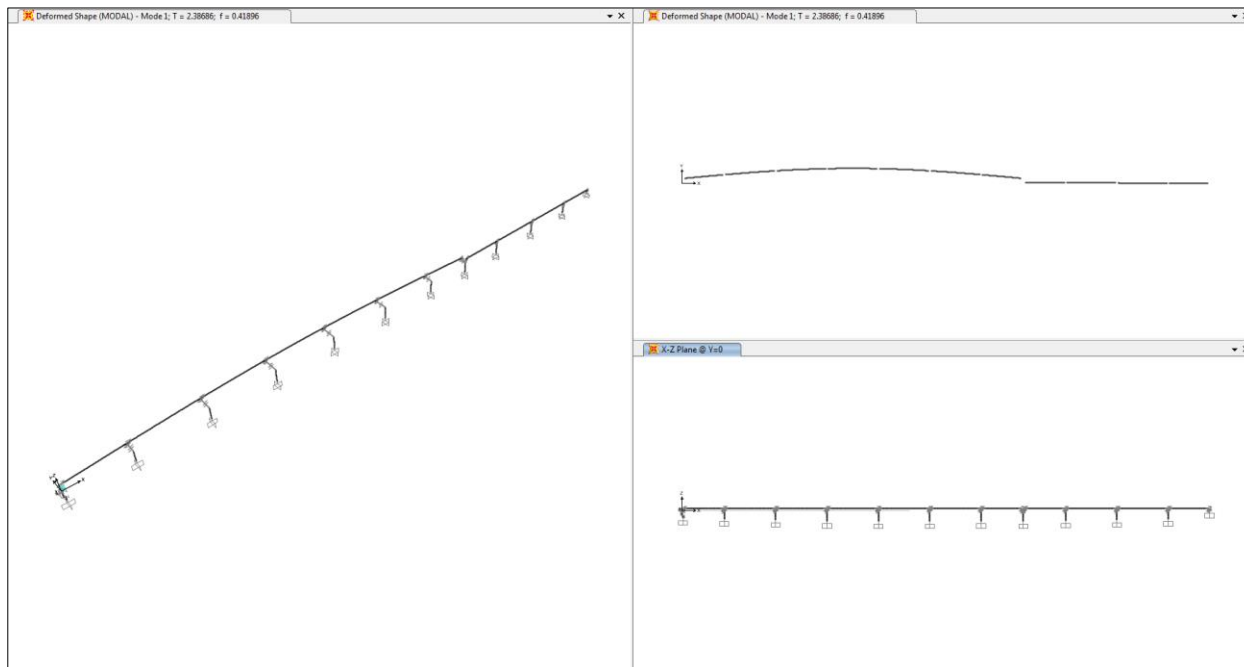 Deformed Shape (MODAL) - Mode 1; T = 2.38686; f = 0.41896
Deformed Shape (MODAL) - Mode 1; T = 2.38686; f = 0.41896
Y
X
X-Z Plane @ Y=0
X
Z